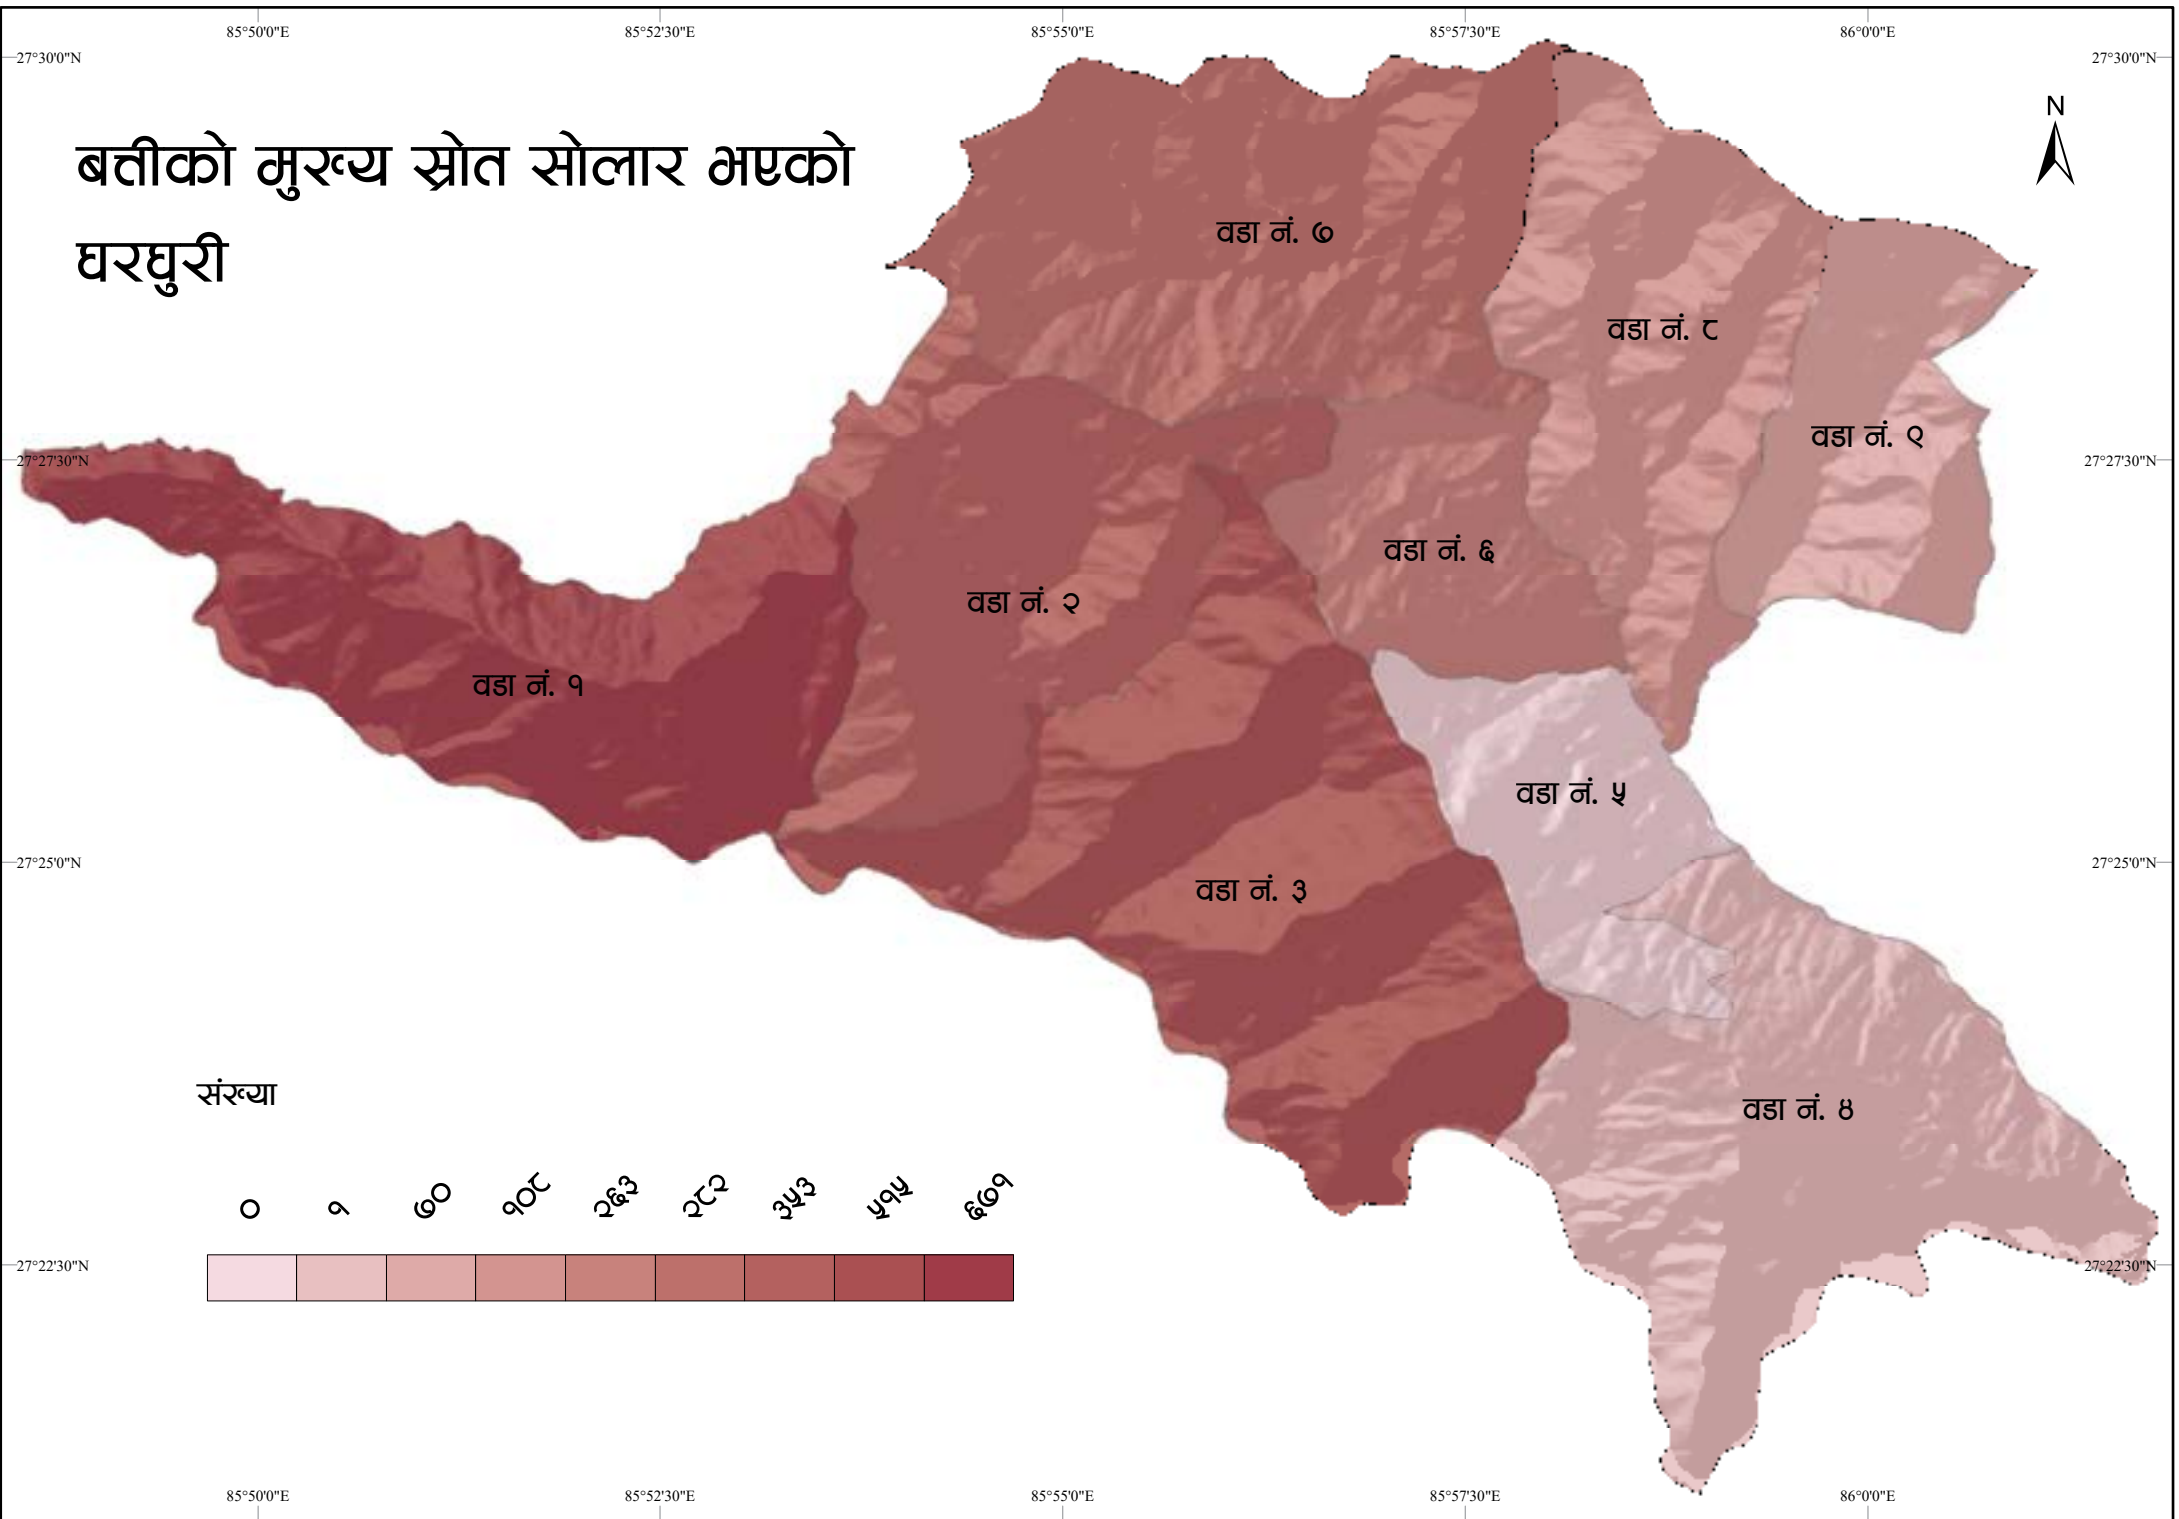 85°50'0"E 85°52'30"E 85°55'0"E 85°57'30"E 86°0'0"E
27°30'0"N 27°30'0"N
N
बत्तीको मुख्य स्रोत सोलार भएको
घरघुरी
वडा नं. ७
वडा नं. ८
वडा नं. ९
27°27'30"N 27°27'30"N
वडा नं. ६
वडा नं. २
वडा नं. १
वडा नं. ५
27°25'0"N 27°25'0"N
वडा नं. ३
वडा नं. ४
संख्या
० १ ७० १०८ २६३ २८२ ३५३ ५१५ ६७१
27°22'30"N 27°22'30"N
85°50'0"E 85°52'30"E 85°55'0"E 85°57'30"E 86°0'0"E